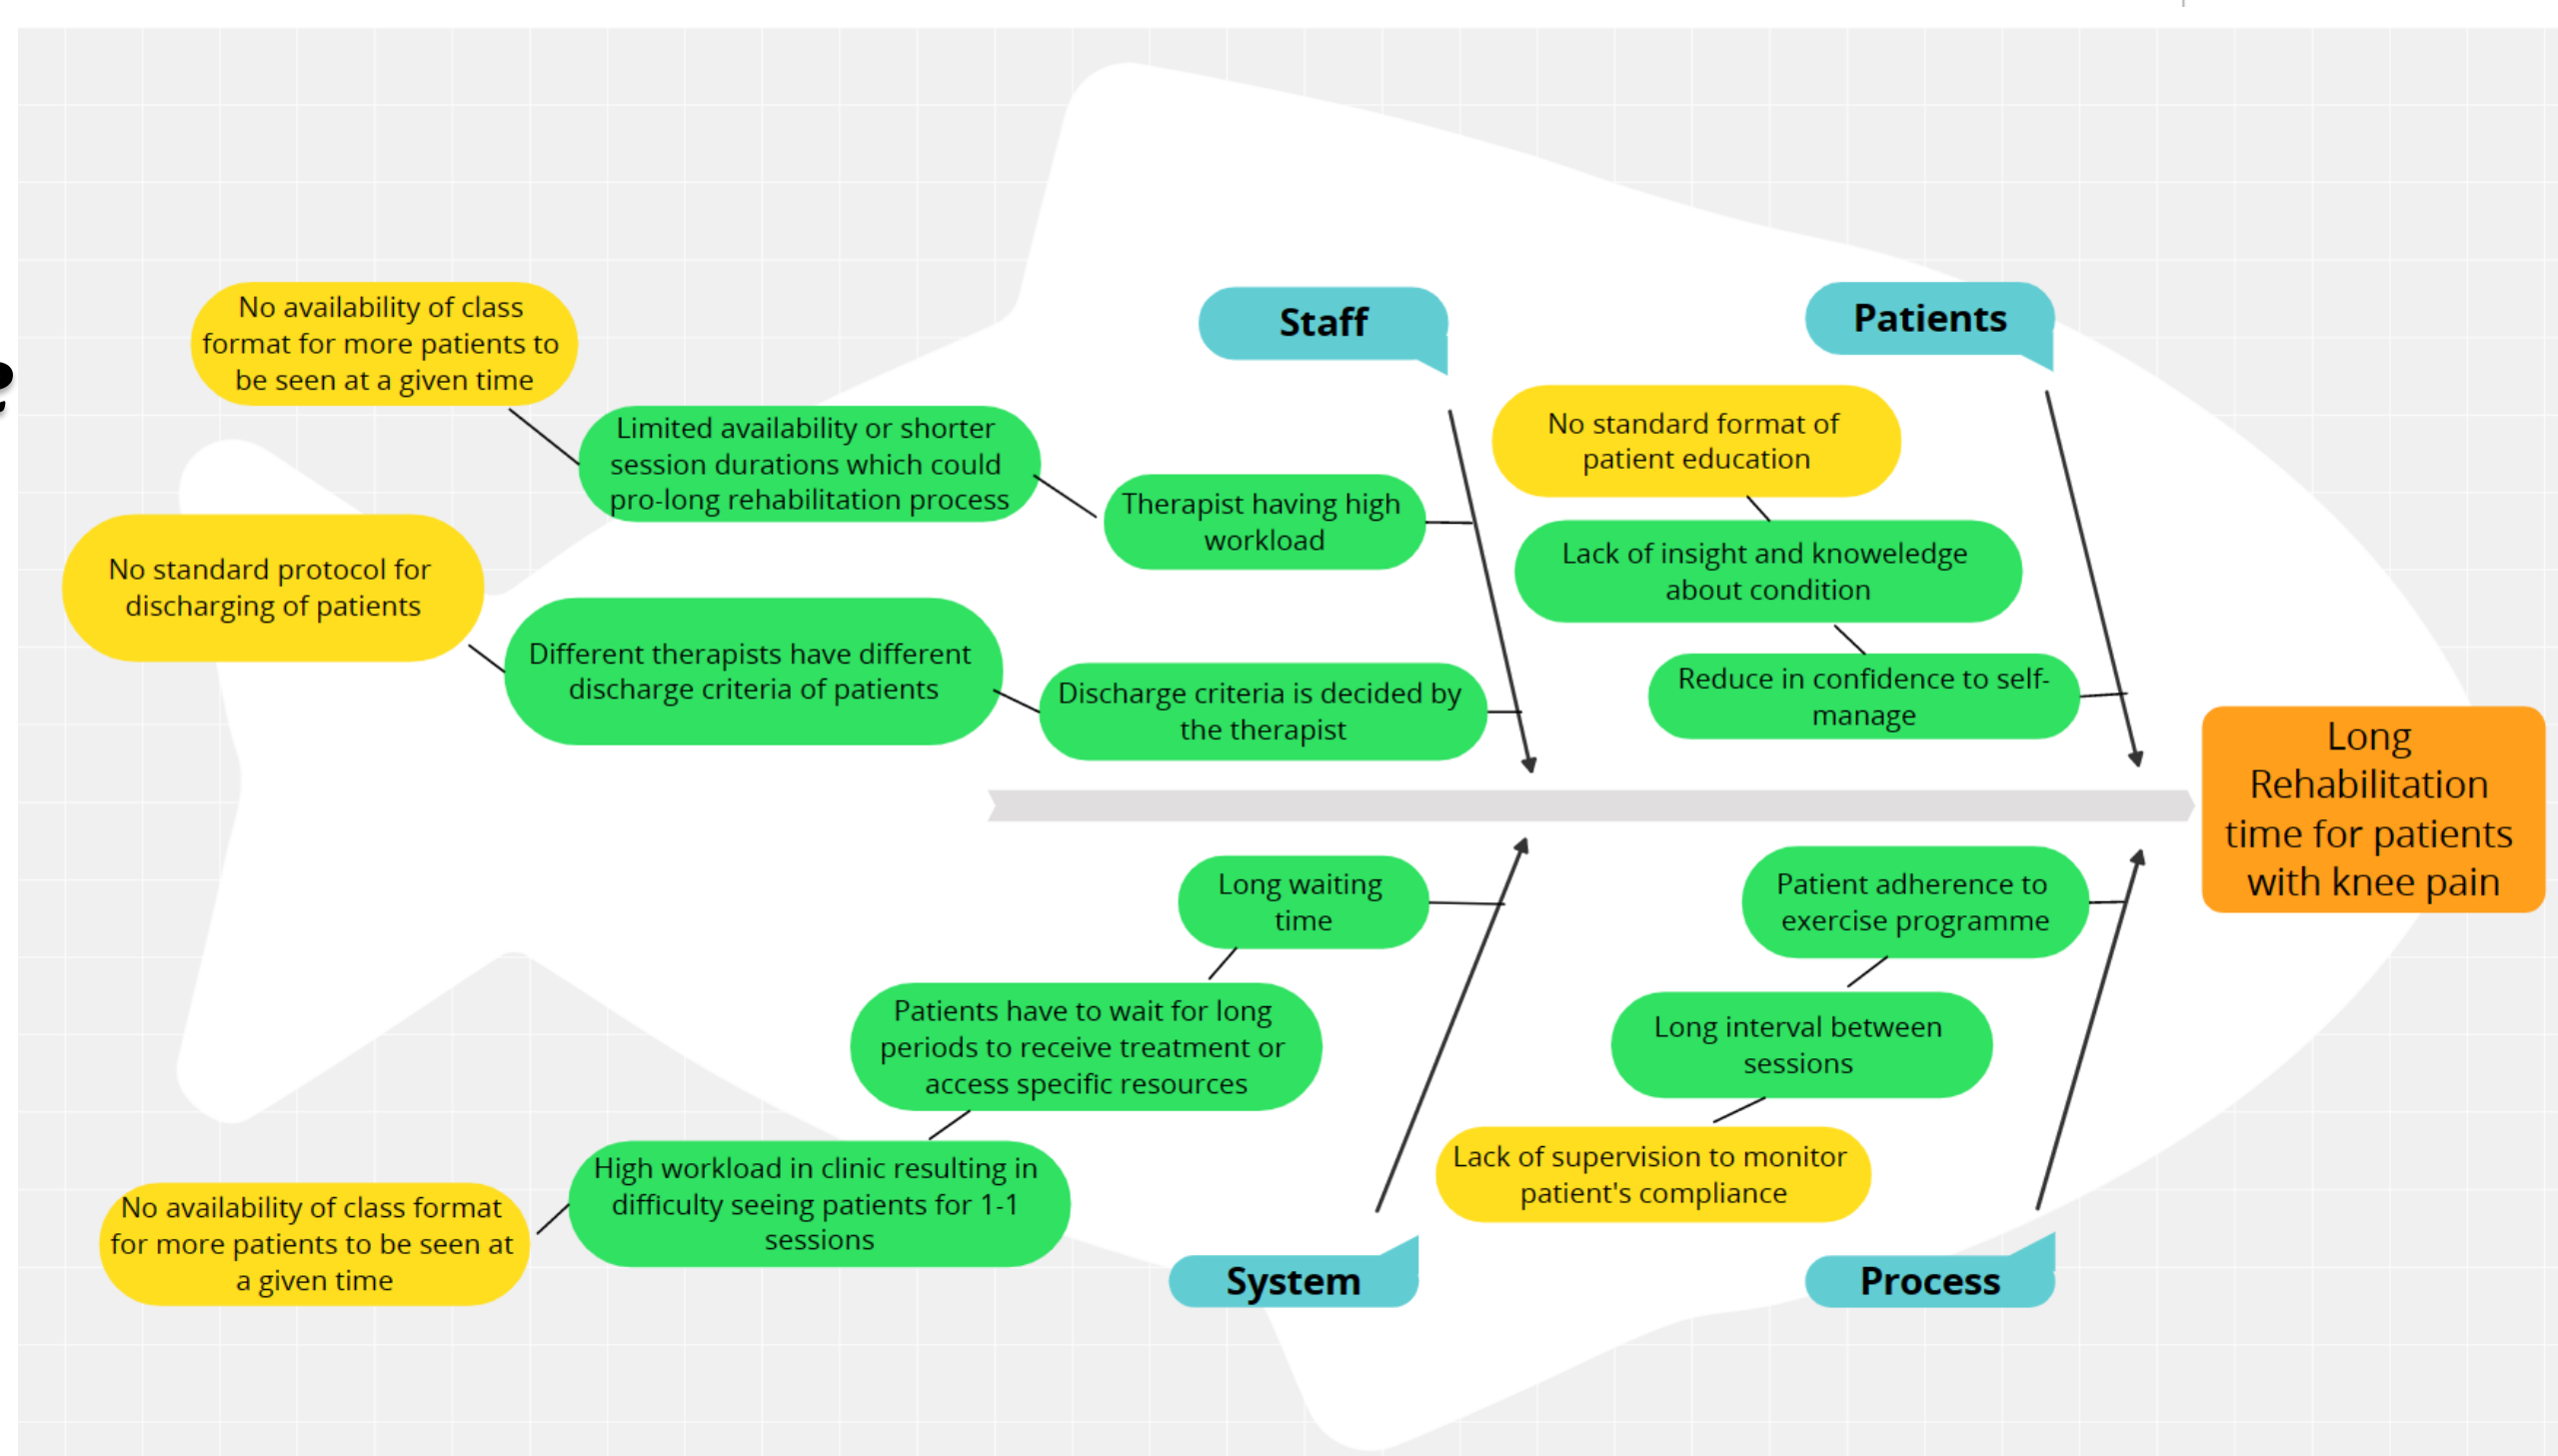 Staff
Patients
No availability of class
format for more patients to
be seen at a given time
Limited availability or shorter
session durations which could
pro-long rehabilitation process
Therapist having high
workload
No standard protocol for
discharging of patients
Different therapists have different
discharge criteria of patients
Discharge criteria is decided by
the therapist
No standard format of
patient education
Lack of insight and knoweledge
about condition
Reduce in confidence to self-
manage
Long
Rehabilitation
time for patients
with knee pain
Long waiting
time
Patients have to wait for long
periods to receive treatment or
access specific resources
High workload in clinic resulting in
difficulty seeing patients for 1-1
sessions
No availability of class format
for more patients to be seen at
a given time
Patient adherence to
exercise programme
Long interval between
sessions
Lack of supervision to monitor
patient's compliance
System
Process